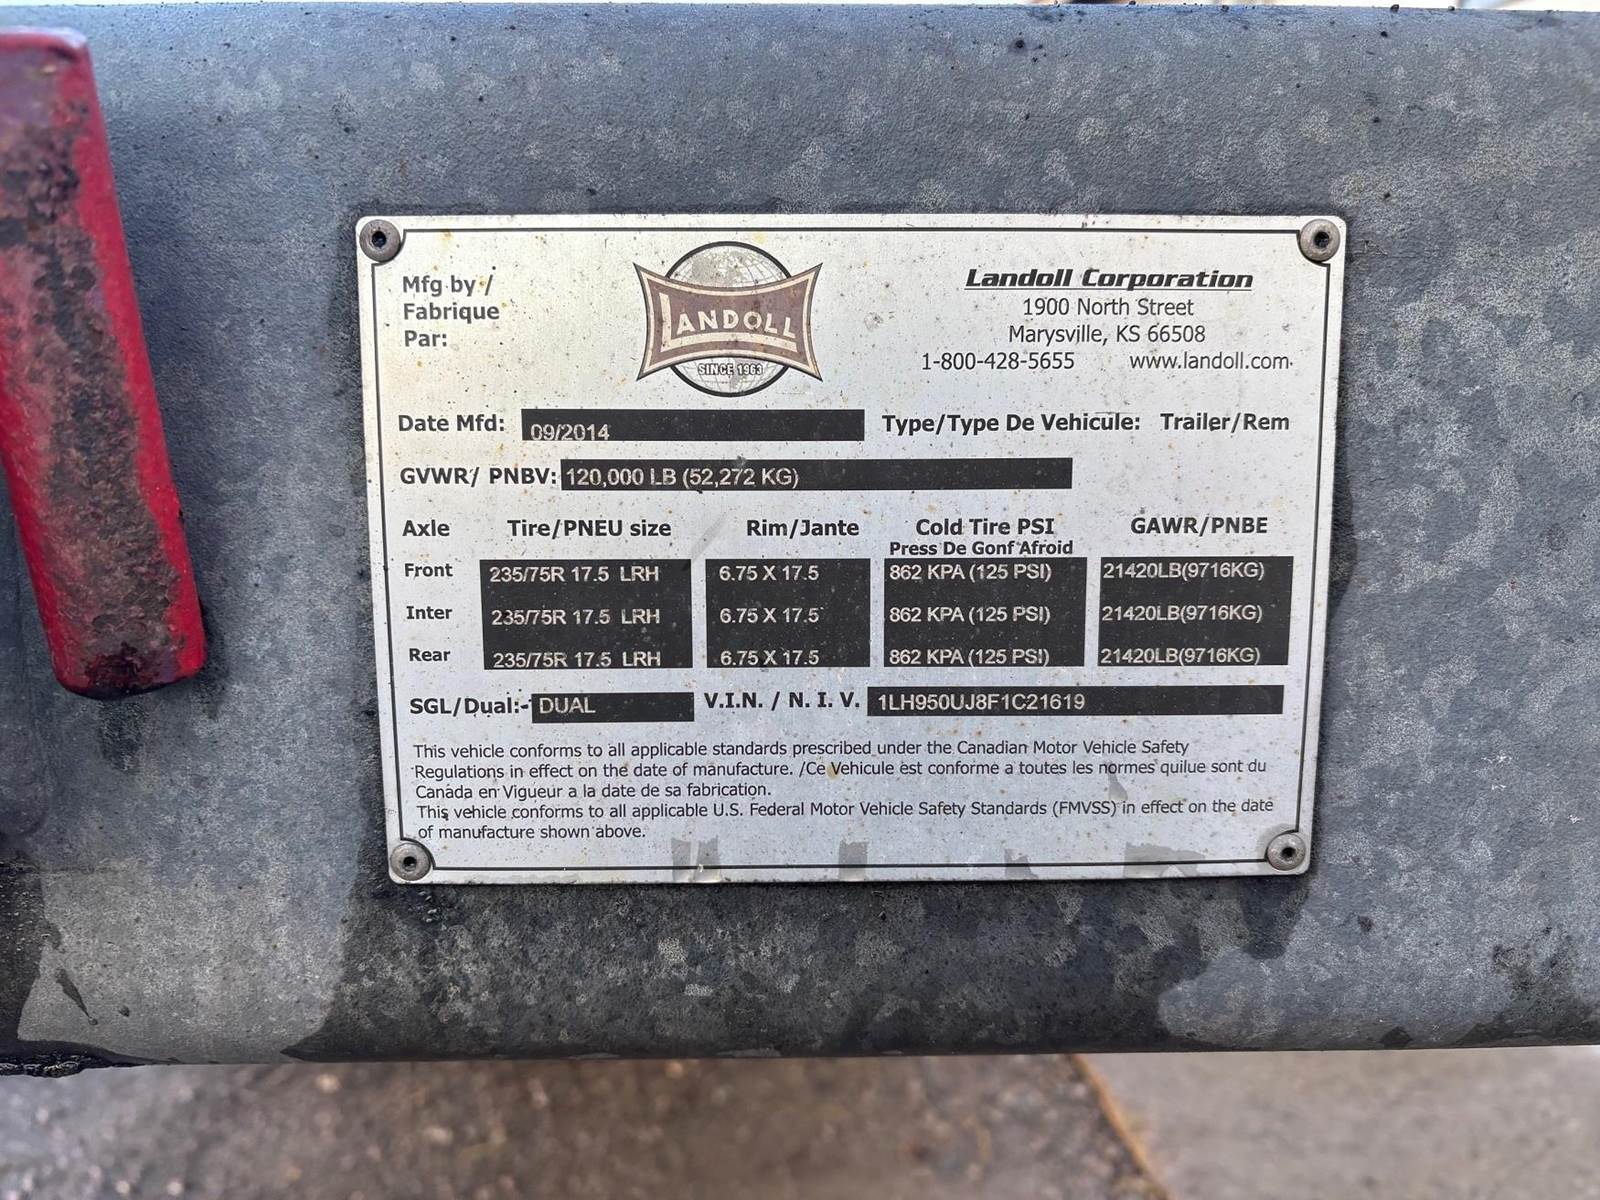 Mfg by /
Fabrique
Par:
LANDOLL
SINCE 1963
Landoll Corporation
1900 North Street
Marysville, KS 66508
1-800-428-5655 www.landoll.com
Date Mfd: 09/2014 Type/Type De Vehicule: Trailer/Rem
GVWR/ PNBV: 120,000 LB (52,272 KG)
Axle Tire/PNEU size Rim/Jante Cold Tire PSI GAWR/PNBE
Press De Gonf Afroid
Front 235/75R 17.5 LRH 6.75 X 17.5 862 KPA (125 PSI) 21420LB(9716KG)
Inter 235/75R 17.5 LRH 6.75 X 17.5 862 KPA (125 PSI) 21420LB(9716KG)
Rear 235/75R 17.5 LRH 6.75 X 17.5 862 KPA (125 PSI) 21420LB(9716KG)
SGL/Dual:- DUAL V.I.N. / N. I. V. 1LH950UJ8F1C21619
This vehicle conforms to all applicable standards prescribed under the Canadian Motor Vehicle Safety
Regulations in effect on the date of manufacture. /Ce Vehicule est conforme a toutes les normes quilue sont du
Canada en Vigueur a la date de sa fabrication.
This vehicle conforms to all applicable U.S. Federal Motor Vehicle Safety Standards (FMVSS) in effect on the date
of manufacture shown above.